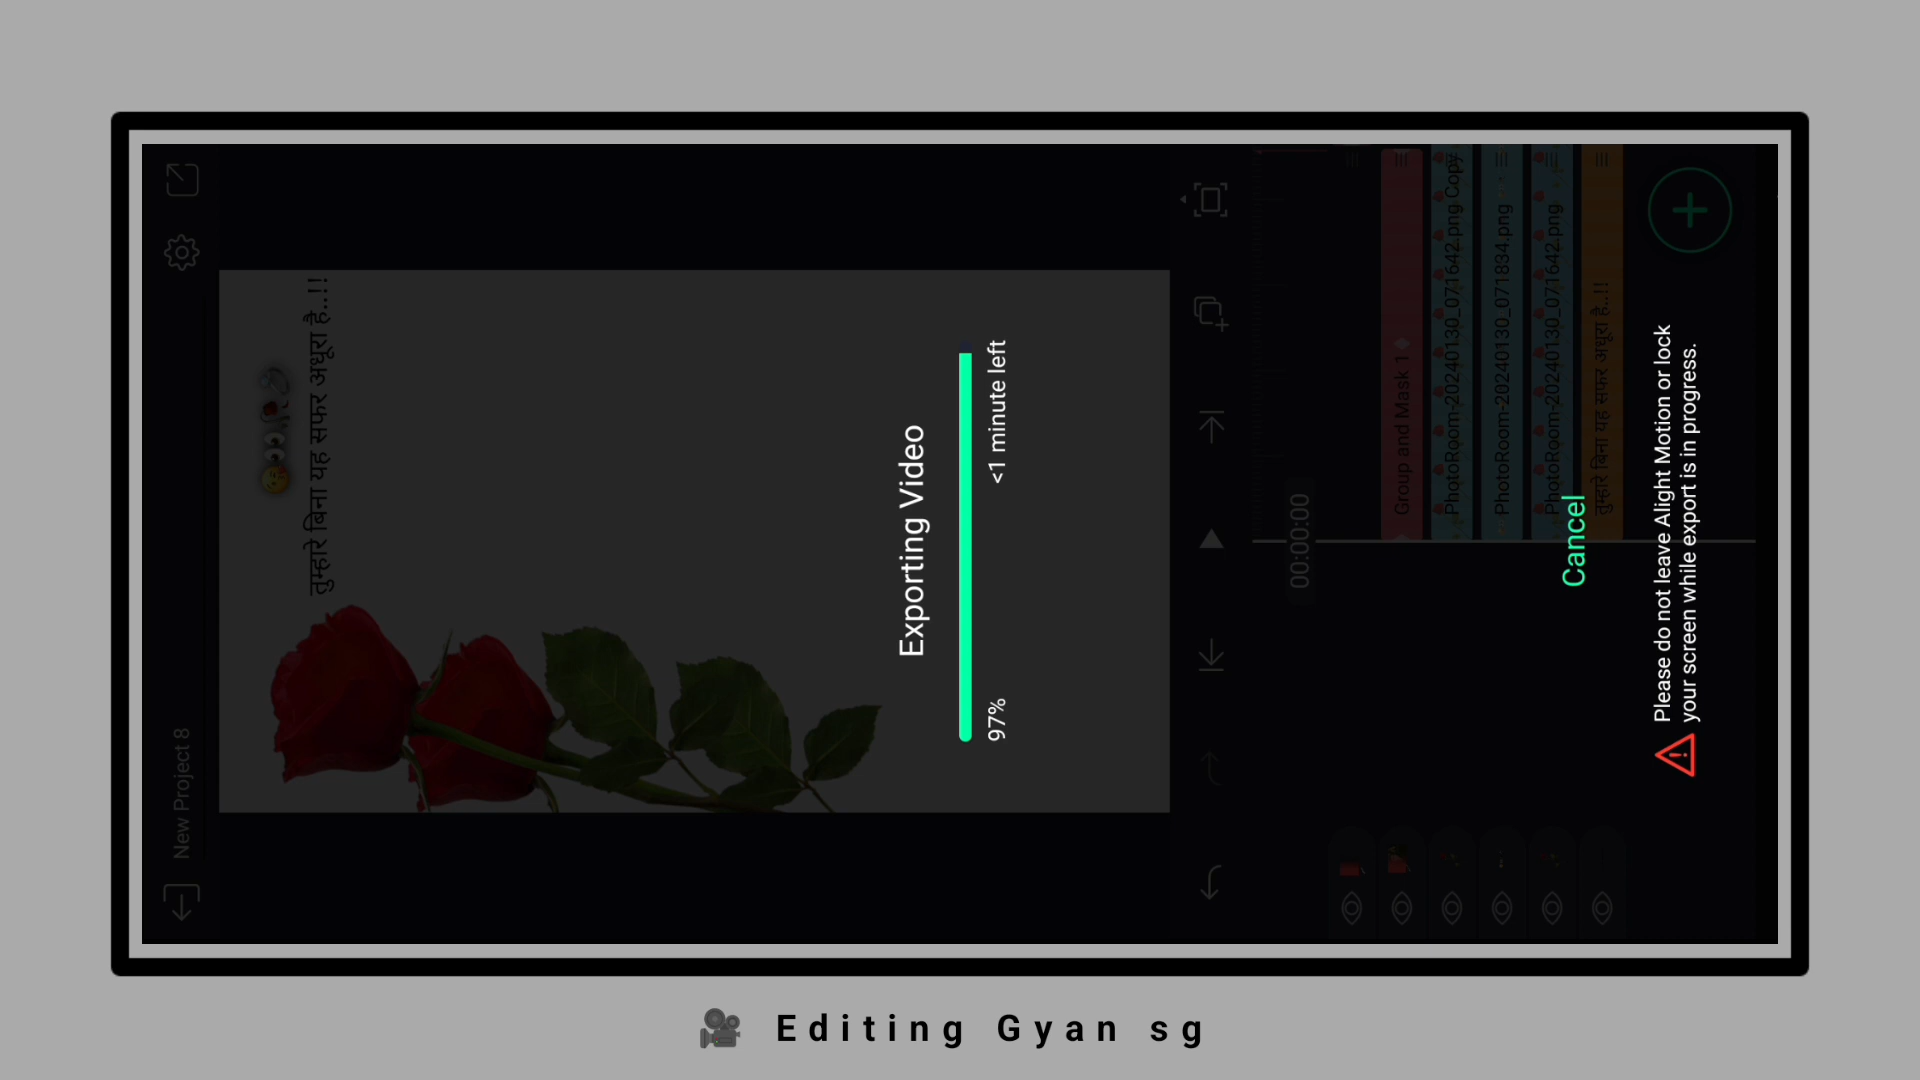 New Project 8
तुम्हारे बिना यह सफर अधूरा है..!!
Exporting Video
97%
<1 minute left
00:00:00
Group and Mask 1
PhotoRoom-20240130_071642.png Copy
PhotoRoom-20240130_071834.png
PhotoRoom-20240130_071642.png
तुम्हारे बिना यह सफर अधूरा है..!!
Cancel
Please do not leave Alight Motion or lock
your screen while export is in progress.
Editing Gyan sg